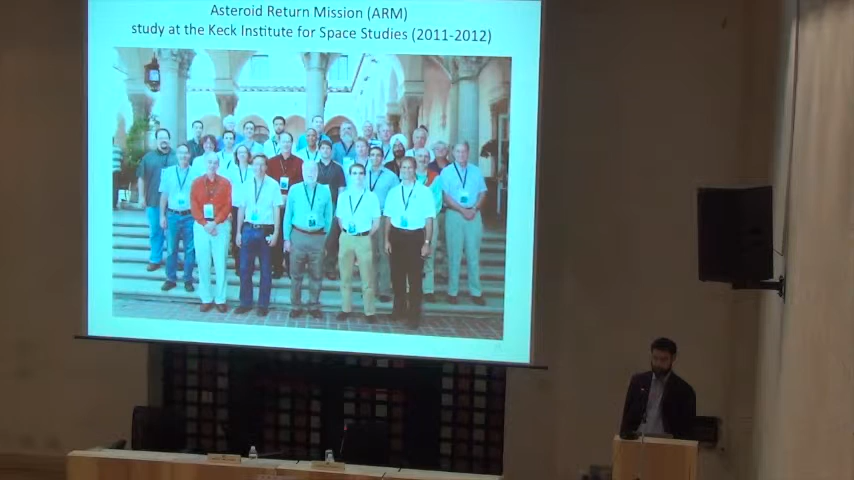 Asteroid Return Mission (ARM)
study at the Keck Institute for Space Studies (2011-2012)